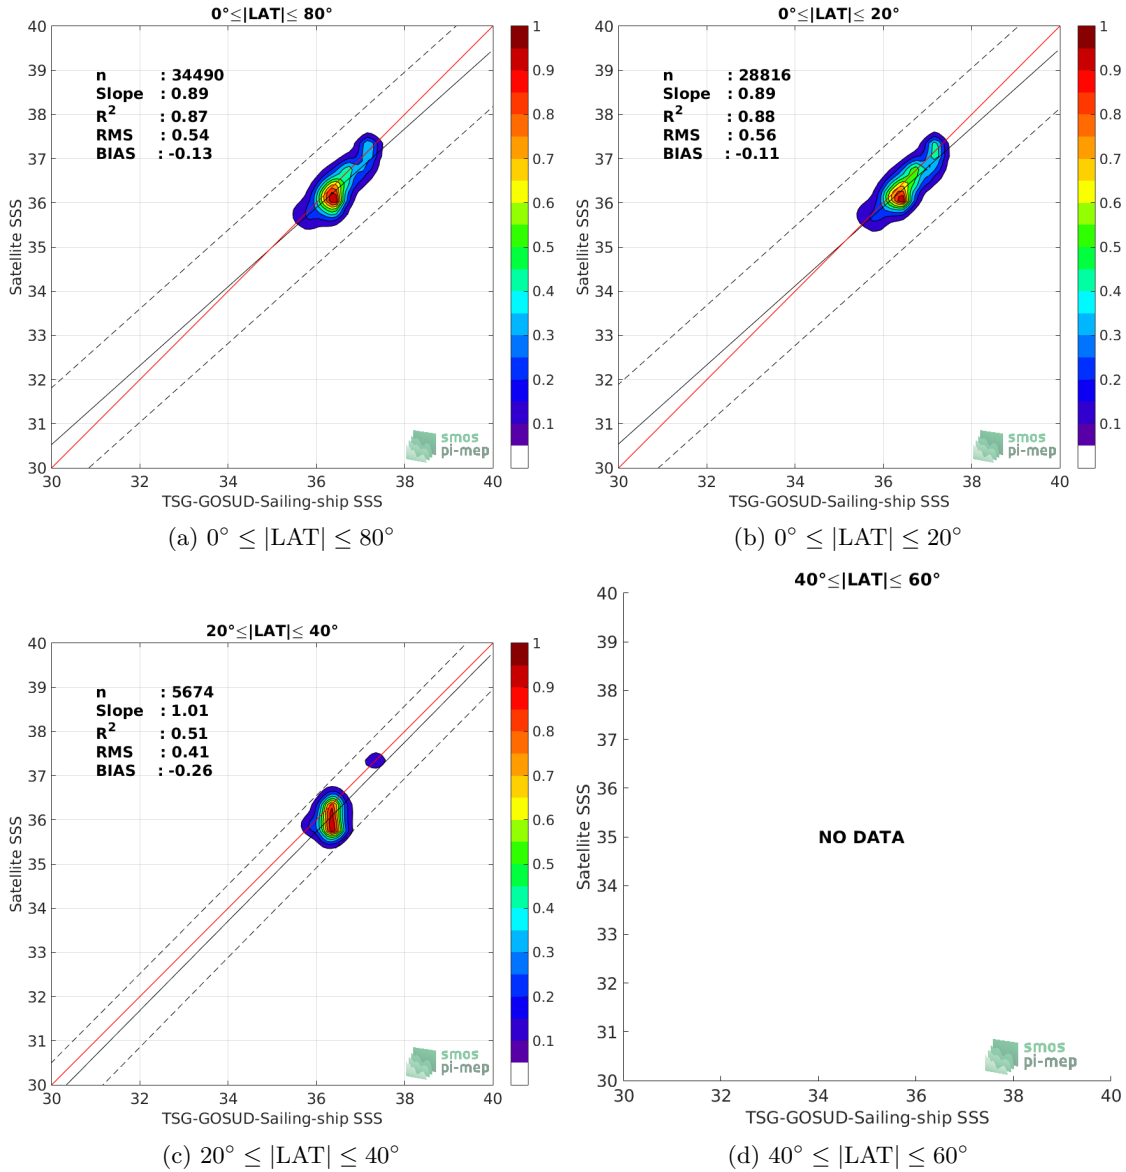 0°≤|LAT|≤ 80°
n : 34490
Slope : 0.89
R² : 0.87
RMS : 0.54
BIAS : -0.13
40
39
38
37
36
35
34
33
32
31
30
30 32 34 36 38 40
Satellite SSS
TSG-GOSUD-Sailing-ship SSS
1
0.9
0.8
0.7
0.6
0.5
0.4
0.3
0.2
0.1
smos
pi-mep
(a) 0° ≤ |LAT| ≤ 80°
0°≤|LAT|≤ 20°
n : 28816
Slope : 0.89
R² : 0.88
RMS : 0.56
BIAS : -0.11
40
39
38
37
36
35
34
33
32
31
30
30 32 34 36 38 40
Satellite SSS
TSG-GOSUD-Sailing-ship SSS
1
0.9
0.8
0.7
0.6
0.5
0.4
0.3
0.2
0.1
smos
pi-mep
(b) 0° ≤ |LAT| ≤ 20°
20°≤|LAT|≤ 40°
n : 5674
Slope : 1.01
R² : 0.51
RMS : 0.41
BIAS : -0.26
40
39
38
37
36
35
34
33
32
31
30
30 32 34 36 38 40
Satellite SSS
TSG-GOSUD-Sailing-ship SSS
1
0.9
0.8
0.7
0.6
0.5
0.4
0.3
0.2
0.1
smos
pi-mep
(c) 20° ≤ |LAT| ≤ 40°
40°≤|LAT|≤ 60°
40
39
38
37
36
35
34
33
32
31
30
30 32 34 36 38 40
Satellite SSS
NO DATA
TSG-GOSUD-Sailing-ship SSS
smos
pi-mep
(d) 40° ≤ |LAT| ≤ 60°